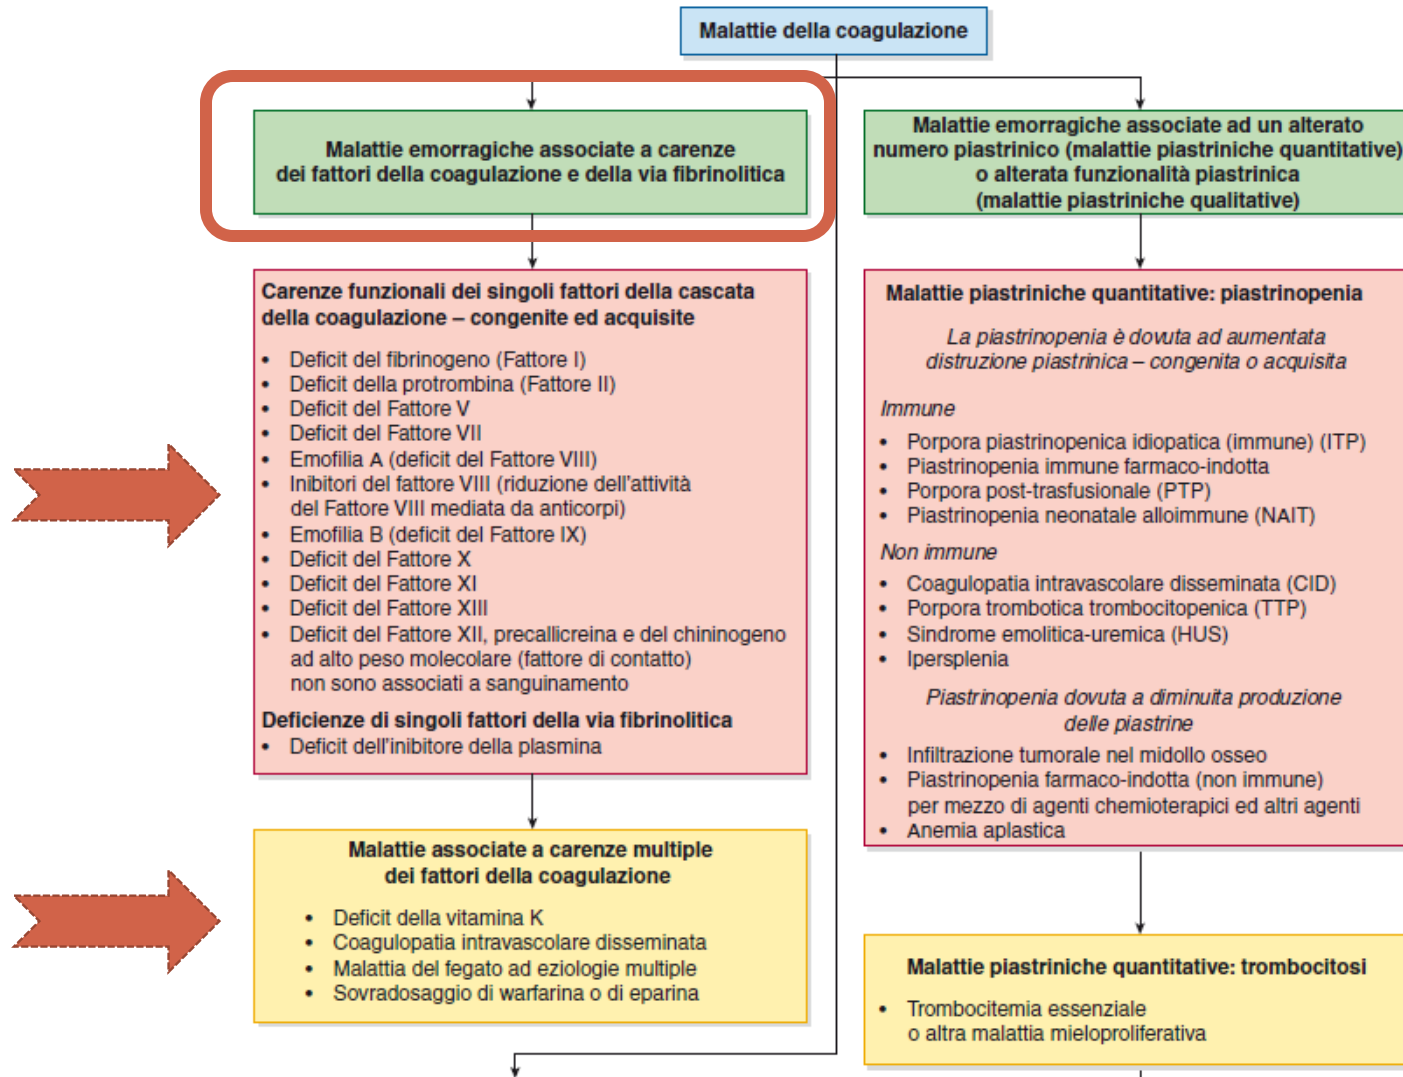 Malattie della coagulazione
Malattie emorragiche associate a carenze
dei fattori della coagulazione e della via fibrinolitica
Carenze funzionali dei singoli fattori della cascata
della coagulazione – congenite ed acquisite
• Deficit del fibrinogeno (Fattore I)
• Deficit della protrombina (Fattore II)
• Deficit del Fattore V
• Deficit del Fattore VII
• Emofilia A (deficit del Fattore VIII)
• Inibitori del fattore VIII (riduzione dell'attività
del Fattore VIII mediata da anticorpi)
• Emofilia B (deficit del Fattore IX)
• Deficit del Fattore X
• Deficit del Fattore XI
• Deficit del Fattore XIII
• Deficit del Fattore XII, precallicreina e del chininogeno
ad alto peso molecolare (fattore di contatto)
non sono associati a sanguinamento
Deficienze di singoli fattori della via fibrinolitica
• Deficit dell'inibitore della plasmina
Malattie associate a carenze multiple
dei fattori della coagulazione
• Deficit della vitamina K
• Coagulopatia intravascolare disseminata
• Malattia del fegato ad eziologie multiple
• Sovradosaggio di warfarina o di eparina
Malattie emorragiche associate ad un alterato
numero piastrinico (malattie piastriniche quantitative)
o alterata funzionalità piastrinica
(malattie piastriniche qualitative)
Malattie piastriniche quantitative: piastrinopenia
La piastrinopenia è dovuta ad aumentata
distruzione piastrinica – congenita o acquisita
Immune
• Porpora piastrinopenica idiopatica (immune) (ITP)
• Piastrinopenia immune farmaco-indotta
• Porpora post-trasfusionale (PTP)
• Piastrinopenia neonatale alloimmune (NAIT)
Non immune
• Coagulopatia intravascolare disseminata (CID)
• Porpora trombotica trombocitopenica (TTP)
• Sindrome emolitica-uremica (HUS)
• Ipersplenia
Piastrinopenia dovuta a diminuita produzione
delle piastrine
• Infiltrazione tumorale nel midollo osseo
• Piastrinopenia farmaco-indotta (non immune)
per mezzo di agenti chemioterapici ed altri agenti
• Anemia aplastica
Malattie piastriniche quantitative: trombocitosi
• Trombocitemia essenziale
o altra malattia mieloproliferativa